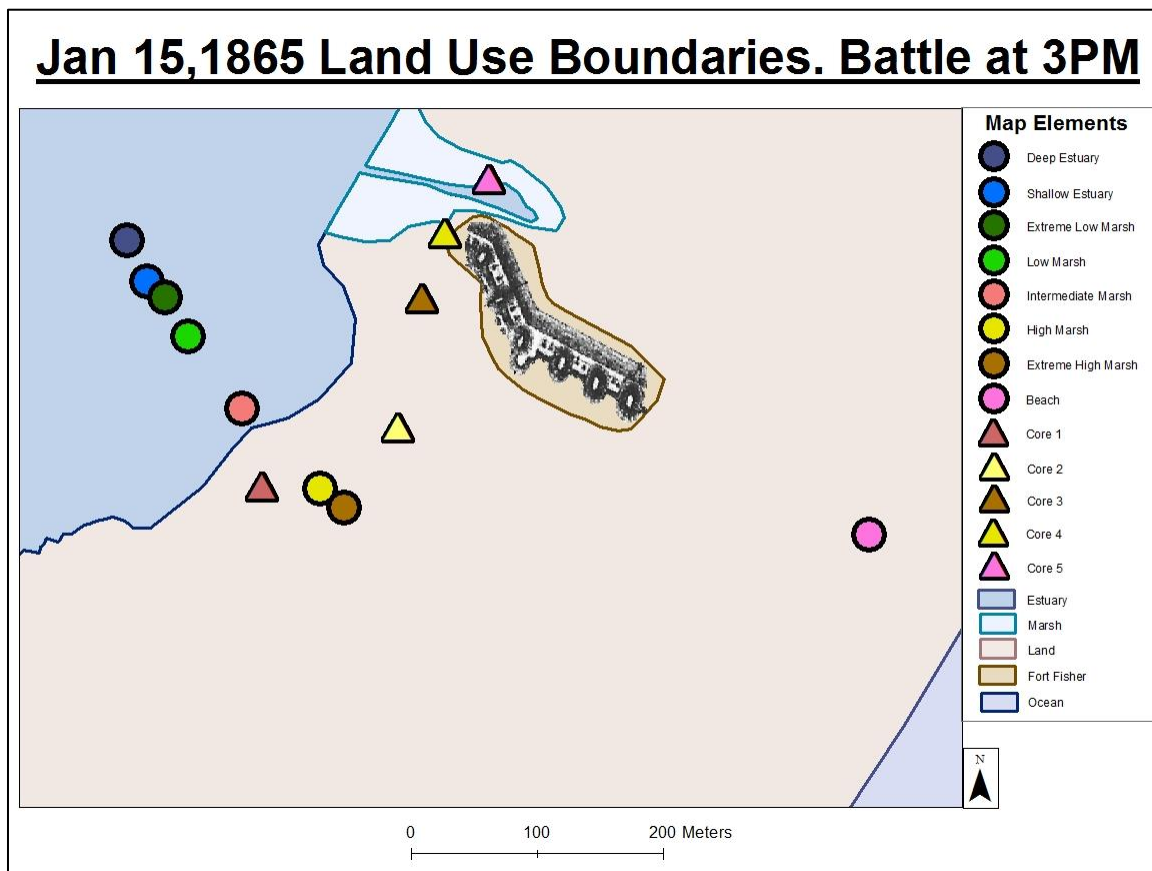 Jan 15,1865 Land Use Boundaries. Battle at 3PM
Map Elements
Deep Estuary
Shallow Estuary
Extreme Low Marsh
Low Marsh
Intermediate Marsh
High Marsh
Extreme High Marsh
Beach
Core 1
Core 2
Core 3
Core 4
Core 5
Estuary
Marsh
Land
Fort Fisher
Ocean
N
0 100 200 Meters